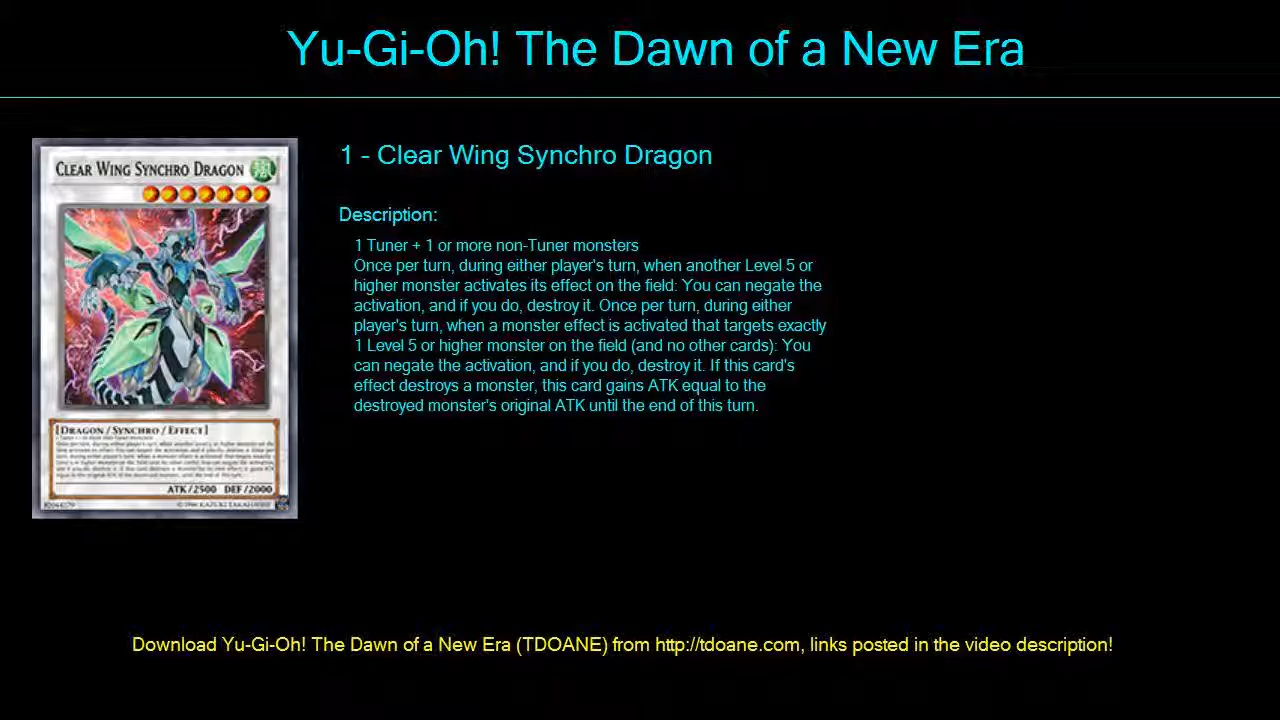 Yu-Gi-Oh! The Dawn of a New Era
CLEAR WING SYNCHRO DRAGON
1 - Clear Wing Synchro Dragon
Description:
1 Tuner + 1 or more non-Tuner monsters
Once per turn, during either player's turn, when another Level 5 or
higher monster activates its effect on the field: You can negate the
activation, and if you do, destroy it. Once per turn, during either
player's turn, when a monster effect is activated that targets exactly
1 Level 5 or higher monster on the field (and no other cards): You
can negate the activation, and if you do, destroy it. If this card's
effect destroys a monster, this card gains ATK equal to the
destroyed monster's original ATK until the end of this turn.
[DRAGON / SYNCHRO / EFFECT]
ATK/2500 DEF/2000
Download Yu-Gi-Oh! The Dawn of a New Era (TDOANE) from http://tdoane.com, links posted in the video description!